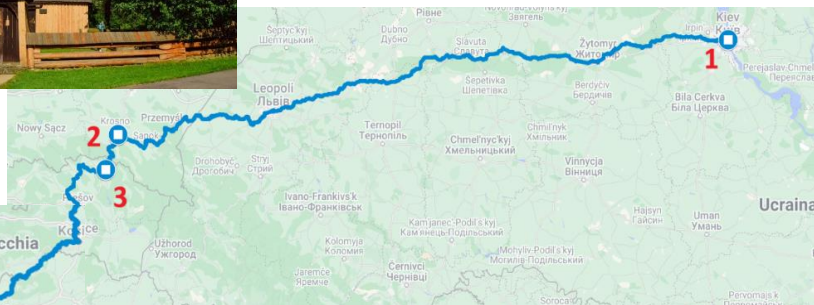 Рівне
Звягель
Kiev
Київ
Irpin
1
Септус'kyj
Шептицький
Dubno
Дубно
Slavuta
Славута
Žytomyr
Житомир
Perejaslav-Chmel
Переяслав
Leopoli
Львів
Šepetivka
Шепетівка
Berdyčiv
Бердичів
Bila Cerkva
Біла Церква
Nowy Sącz
Krosno
Przemyśl
Sanok
2
Ternopil
Тернопіль
Chmel'nyc'kyj
Хмельницький
Chmil'nyk
Хмільник
Drohobyč
Дрогобич
Stryj
Стрий
3
Vinnycja
Вінниця
Prešov
Ivano-Frankivs'k
Івано-Франківськ
Ucraina
Kam'janec'-Podil's'kyj
Кам'янець-Подільський
Hajsyn
Гайсин
Uman
Умань
cchia
Košice
Užhorod
Ужгород
Kolomyja
Коломия
Mohyliv-Podil's'kyj
Могилів-Подільський
Jaremče
Яремче
Černivci
Чернівці
Soroca
Pervomajs'k